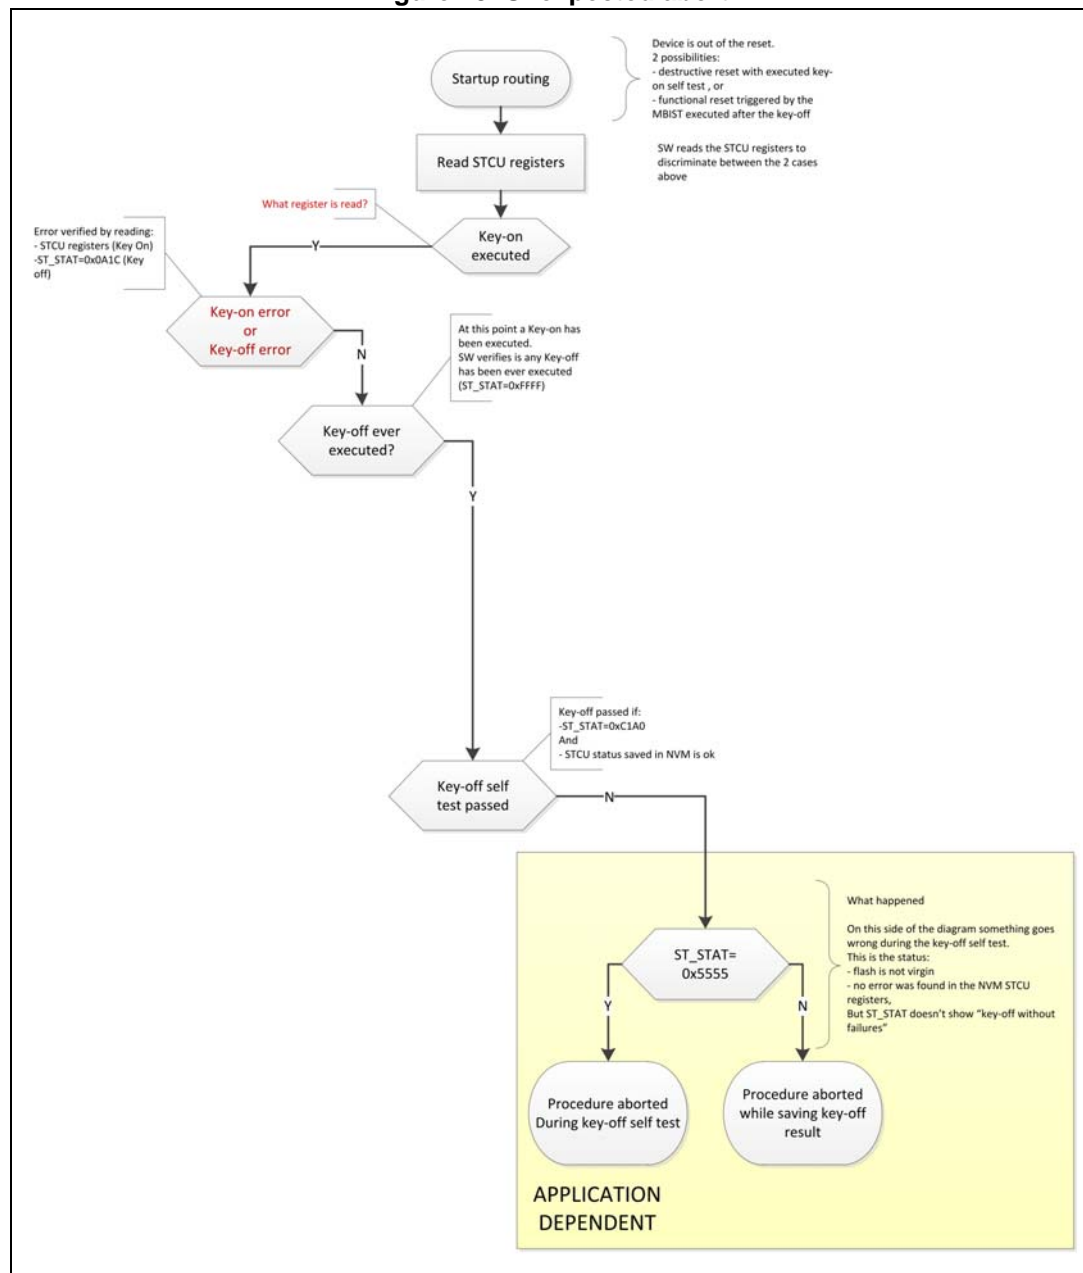 Startup routing
Device is out of the reset.
2 possibilities:
- destructive reset with executed key-
on self test , or
- functional reset triggered by the
MBIST executed after the key-off
Read STCU registers
SW reads the STCU registers to
discriminate between the 2 cases
above
What register is read?
Key-on
executed
Y
Error verified by reading:
- STCU registers (Key On)
-ST_STAT=0x0A1C (Key
off)
Key-on error
or
Key-off error
N
At this point a Key-on has
been executed.
SW verifies is any Key-off
has been ever executed
(ST_STAT=0xFFFF)
Key-off ever
executed?
Y
Key-off passed if:
-ST_STAT=0xC1A0
And
- STCU status saved in NVM is ok
Key-off self
test passed
N
What happened
On this side of the diagram something goes
wrong during the key-off self test.
This is the status:
- flash is not virgin
- no error was found in the NVM STCU
registers,
But ST_STAT doesn't show "key-off without
failures"
ST_STAT=
0x5555
Y
N
Procedure aborted
During key-off self test
Procedure aborted
while saving key-off
result
APPLICATION
DEPENDENT